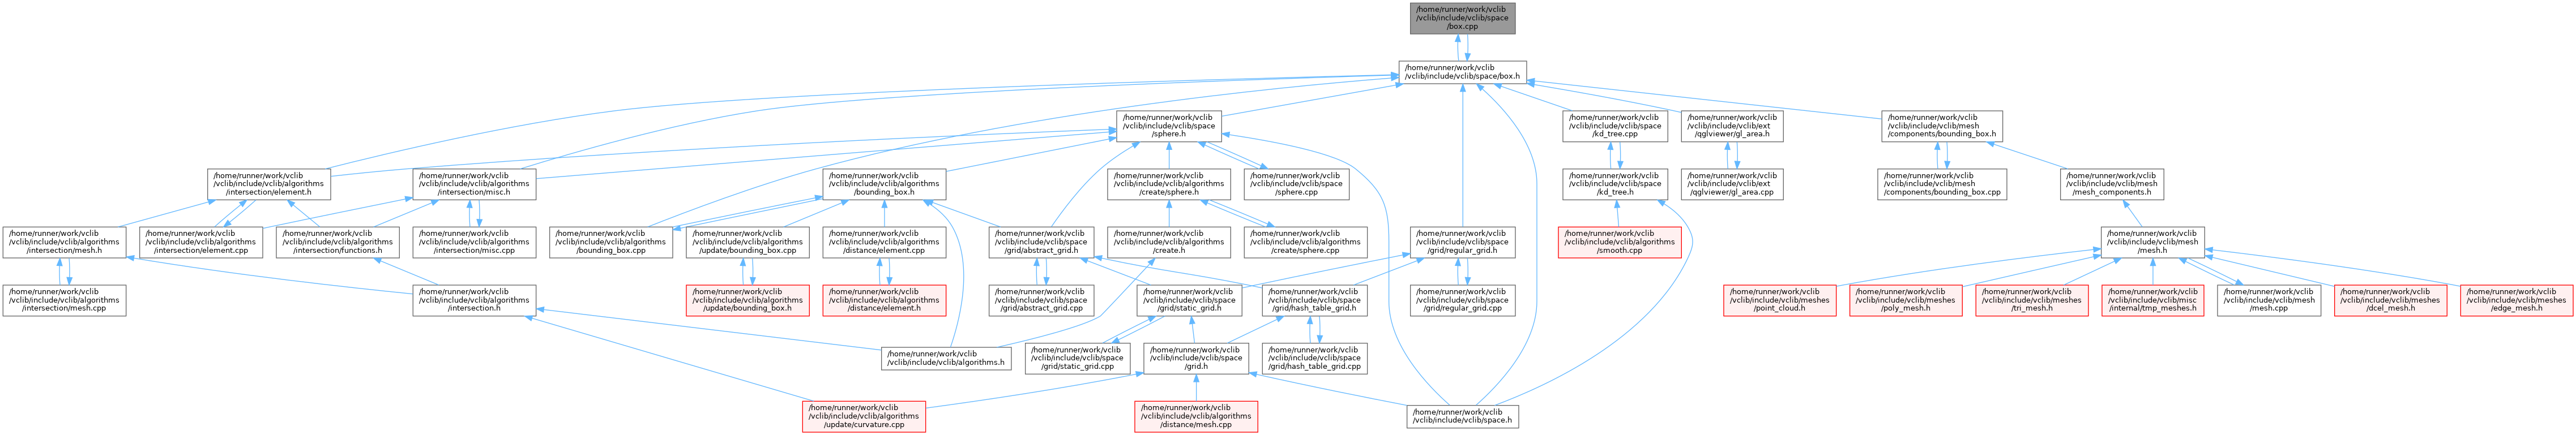 /home/runner/work/vclib
/vclib/include/vclib/space
/box.cpp
/home/runner/work/vclib
/vclib/include/vclib/space/box.h
/home/runner/work/vclib
/vclib/include/vclib/space
/sphere.h
/home/runner/work/vclib
/vclib/include/vclib/space
/kd_tree.cpp
/home/runner/work/vclib
/vclib/include/vclib/ext
/qglviewer/gl_area.h
/home/runner/work/vclib
/vclib/include/vclib/mesh
/components/bounding_box.h
/home/runner/work/vclib
/vclib/include/vclib/algorithms
/intersection/element.h
/home/runner/work/vclib
/vclib/include/vclib/algorithms
/intersection/misc.h
/home/runner/work/vclib
/vclib/include/vclib/algorithms
/bounding_box.h
/home/runner/work/vclib
/vclib/include/vclib/algorithms
/create/sphere.h
/home/runner/work/vclib
/vclib/include/vclib/space
/sphere.cpp
/home/runner/work/vclib
/vclib/include/vclib/space
/kd_tree.h
/home/runner/work/vclib
/vclib/include/vclib/ext
/qglviewer/gl_area.cpp
/home/runner/work/vclib
/vclib/include/vclib/mesh
/components/bounding_box.cpp
/home/runner/work/vclib
/vclib/include/vclib/mesh
/mesh_components.h
/home/runner/work/vclib
/vclib/include/vclib/algorithms
/intersection/mesh.h
/home/runner/work/vclib
/vclib/include/vclib/algorithms
/intersection/element.cpp
/home/runner/work/vclib
/vclib/include/vclib/algorithms
/intersection/functions.h
/home/runner/work/vclib
/vclib/include/vclib/algorithms
/intersection/misc.cpp
/home/runner/work/vclib
/vclib/include/vclib/algorithms
/bounding_box.cpp
/home/runner/work/vclib
/vclib/include/vclib/algorithms
/update/bounding_box.cpp
/home/runner/work/vclib
/vclib/include/vclib/algorithms
/distance/element.cpp
/home/runner/work/vclib
/vclib/include/vclib/space
/grid/abstract_grid.h
/home/runner/work/vclib
/vclib/include/vclib/algorithms
/create.h
/home/runner/work/vclib
/vclib/include/vclib/algorithms
/create/sphere.cpp
/home/runner/work/vclib
/vclib/include/vclib/space
/grid/regular_grid.h
/home/runner/work/vclib
/vclib/include/vclib/algorithms
/smooth.cpp
/home/runner/work/vclib
/vclib/include/vclib/mesh
/mesh.h
/home/runner/work/vclib
/vclib/include/vclib/algorithms
/intersection/mesh.cpp
/home/runner/work/vclib
/vclib/include/vclib/algorithms
/intersection.h
/home/runner/work/vclib
/vclib/include/vclib/algorithms
/update/bounding_box.h
/home/runner/work/vclib
/vclib/include/vclib/algorithms
/distance/element.h
/home/runner/work/vclib
/vclib/include/vclib/space
/grid/abstract_grid.cpp
/home/runner/work/vclib
/vclib/include/vclib/space
/grid/static_grid.h
/home/runner/work/vclib
/vclib/include/vclib/space
/grid/hash_table_grid.h
/home/runner/work/vclib
/vclib/include/vclib/space
/grid/regular_grid.cpp
/home/runner/work/vclib
/vclib/include/vclib/meshes
/point_cloud.h
/home/runner/work/vclib
/vclib/include/vclib/meshes
/poly_mesh.h
/home/runner/work/vclib
/vclib/include/vclib/meshes
/tri_mesh.h
/home/runner/work/vclib
/vclib/include/vclib/misc
/internal/tmp_meshes.h
/home/runner/work/vclib
/vclib/include/vclib/mesh
/mesh.cpp
/home/runner/work/vclib
/vclib/include/vclib/meshes
/dcel_mesh.h
/home/runner/work/vclib
/vclib/include/vclib/meshes
/edge_mesh.h
/home/runner/work/vclib
/vclib/include/vclib/algorithms.h
/home/runner/work/vclib
/vclib/include/vclib/space
/grid/static_grid.cpp
/home/runner/work/vclib
/vclib/include/vclib/space
/grid.h
/home/runner/work/vclib
/vclib/include/vclib/space
/grid/hash_table_grid.cpp
/home/runner/work/vclib
/vclib/include/vclib/algorithms
/update/curvature.cpp
/home/runner/work/vclib
/vclib/include/vclib/algorithms
/distance/mesh.cpp
/home/runner/work/vclib
/vclib/include/vclib/space.h